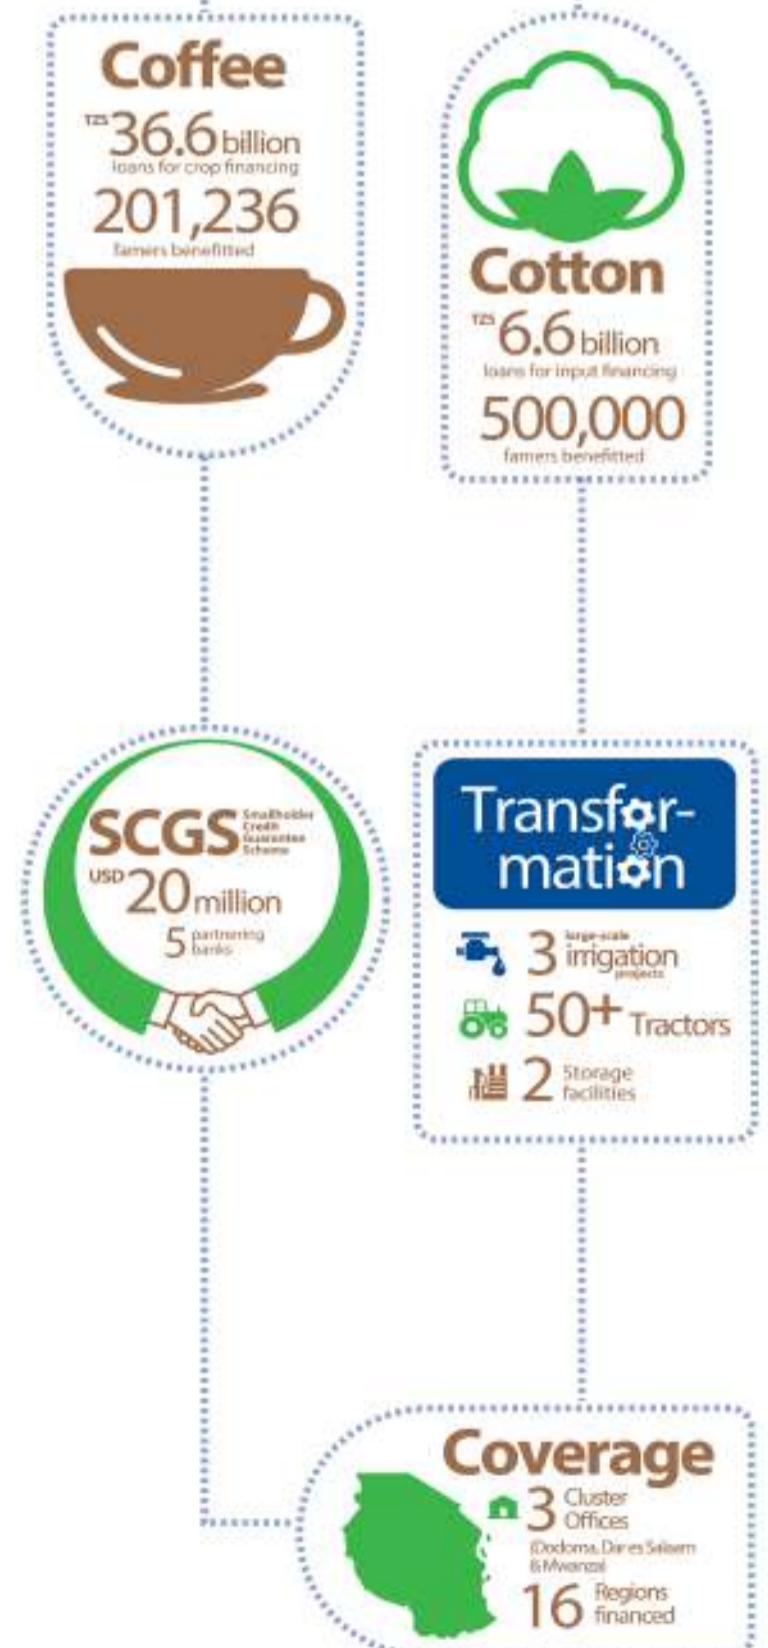 Coffee
TZS 36.6 billion
loans for crop financing
201,236
famers benefitted
Cotton
TZS 6.6 billion
loans for input financing
500,000
famers benefitted
SCGS Smallholder
Credit
Guarantee
Scheme
USD 20 million
5 partnering
banks
Transfor-
mation
3 large-scale
irrigation
projects
50+ Tractors
2 Storage
facilities
Coverage
3 Cluster
Offices
(Dodoma, Dar es Salaam
& Mwanza)
16 Regions
financed